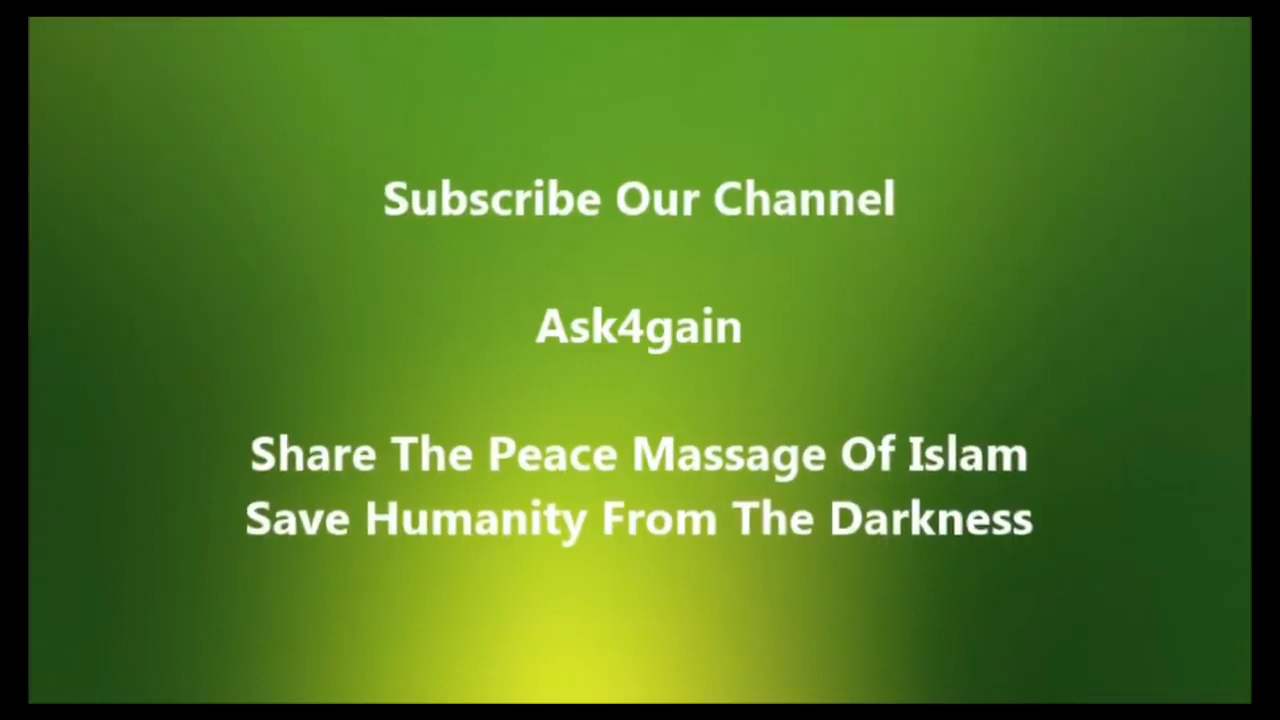 Subscribe Our Channel
Ask4gain
Share The Peace Massage Of Islam
Save Humanity From The Darkness